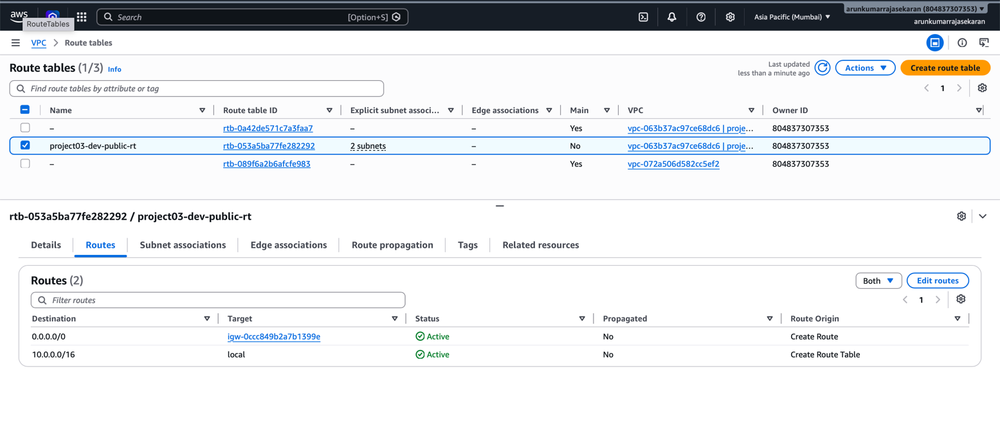 aws
RouteTables
Search [Option+S]
Asia Pacific (Mumbai)
arunkumarrajasekaran (804837307353)
arunkumarrajasekaran
VPC Route tables
Route tables (1/3) Info
Last updated
less than a minute ago
Actions
Create route table
Find route tables by attribute or tag
1
Name Route table ID Explicit subnet associ... Edge associations Main VPC Owner ID
– rtb-0a42de571c7a3faa7 – – Yes vpc-063b37ac97ce68dc6 | proje... 804837307353
project03-dev-public-rt rtb-053a5ba77fe282292 2 subnets – No vpc-063b37ac97ce68dc6 | proje... 804837307353
– rtb-089f6a2b6afcfe983 – – Yes vpc-072a506d582cc5ef2 804837307353
rtb-053a5ba77fe282292 / project03-dev-public-rt
Details Routes Subnet associations Edge associations Route propagation Tags Related resources
Routes (2)
Both
Edit routes
Filter routes
1
Destination Target Status Propagated Route Origin
0.0.0.0/0 igw-0ccc849b2a7b1399e Active No Create Route
10.0.0.0/16 local Active No Create Route Table